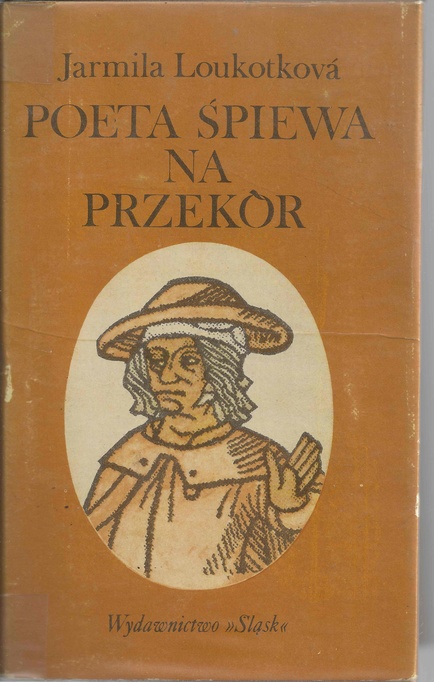 Jarmila Loukotková
POETA ŚPIEWA
NA
PRZEKÒR
Wydawnictwo »Śląsk«